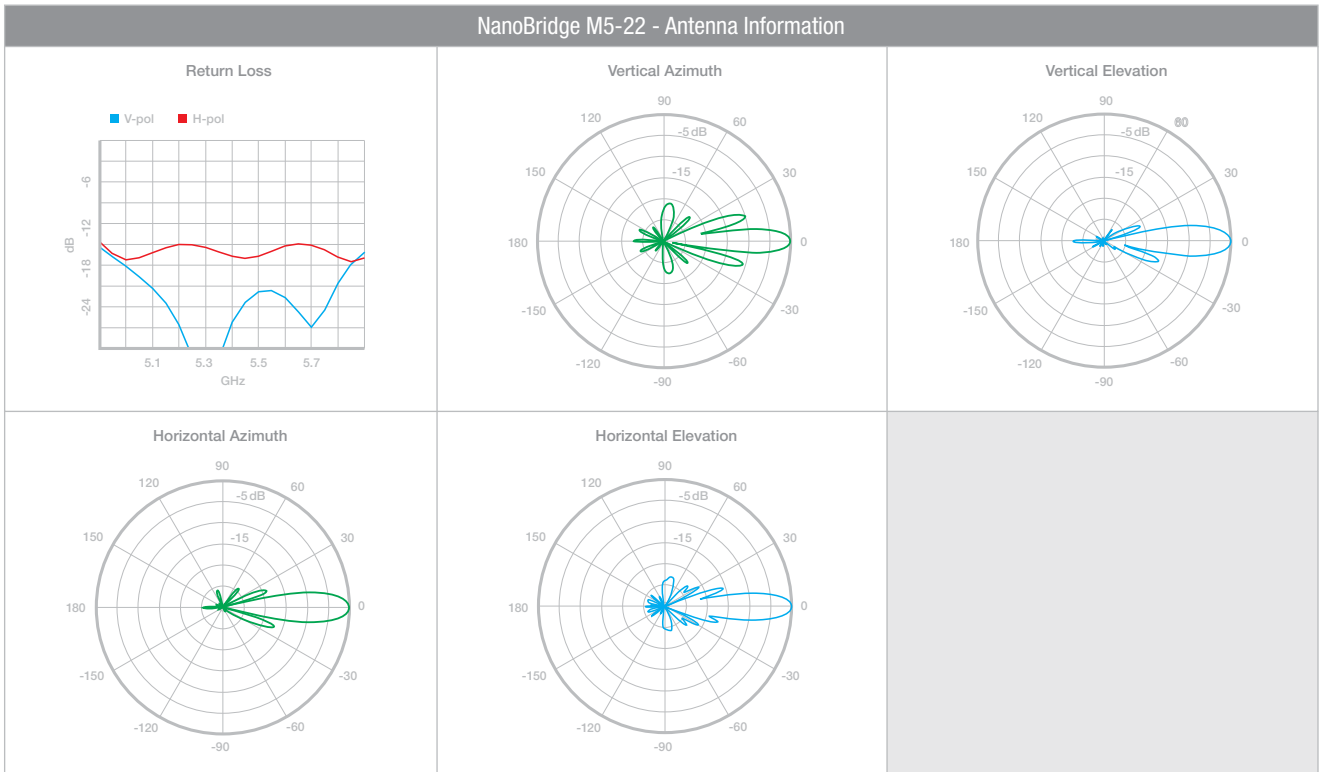 NanoBridge M5-22 - Antenna Information
Return Loss
V-pol H-pol
-6
-12
-18
-24
dB
5.1 5.3 5.5 5.7
GHz
Vertical Azimuth
90
120 60
-5 dB
150 -15 30
180 0
-150 -30
-120 -60
-90
Vertical Elevation
90
120
-5 dB
150 -15 30
180 0
-150 -30
-120 -60
-90
Horizontal Azimuth
90
120 60
-5 dB
150 -15 30
180 0
-150 -30
-120 -60
-90
Horizontal Elevation
90
120 60
-5 dB
150 -15 30
180 0
-150 -30
-120 -60
-90